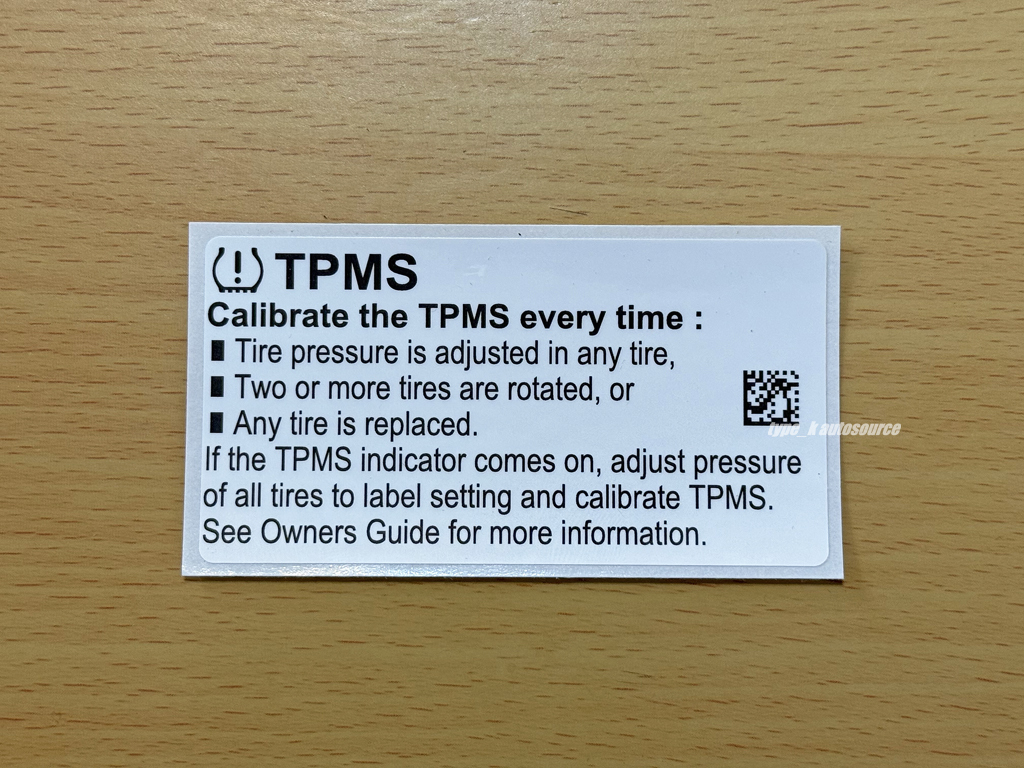 TPMS
Calibrate the TPMS every time :
Tire pressure is adjusted in any tire,
Two or more tires are rotated, or
Any tire is replaced.
type_k autosource
If the TPMS indicator comes on, adjust pressure
of all tires to label setting and calibrate TPMS.
See Owners Guide for more information.